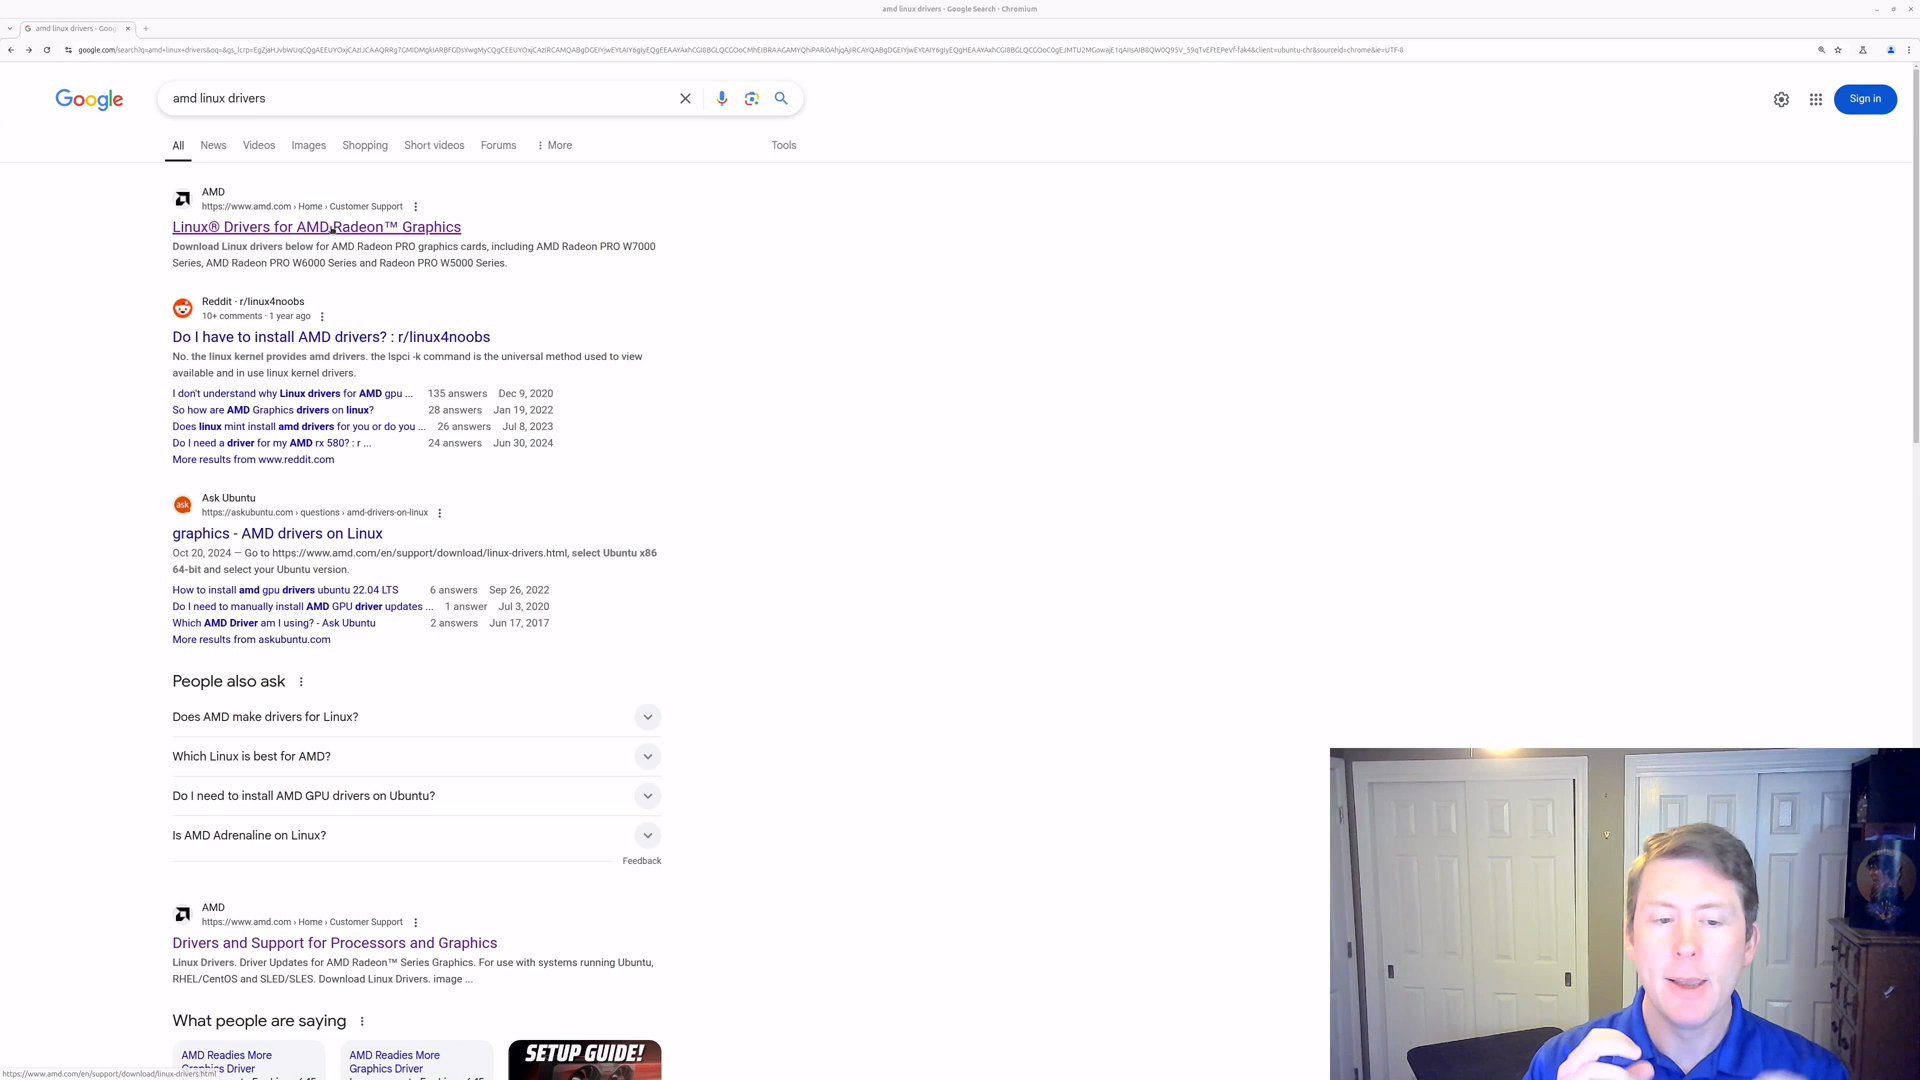 amd linux drivers - Google Search - Chromium
amd linux drivers - Goog
Google
amd linux drivers
Sign in
All News Videos Images Shopping Short videos Forums More Tools
AMD
https://www.amd.com › Home › Customer Support
Linux® Drivers for AMD Radeon™ Graphics
Download Linux drivers below for AMD Radeon PRO graphics cards, including AMD Radeon PRO W7000
Series, AMD Radeon PRO W6000 Series and Radeon PRO W5000 Series.
Reddit · r/linux4noobs
10+ comments · 1 year ago
Do I have to install AMD drivers? : r/linux4noobs
No. the linux kernel provides amd drivers. the lspci -k command is the universal method used to view
available and in use linux kernel drivers.
I don't understand why Linux drivers for AMD gpu ... 135 answers Dec 9, 2020
So how are AMD Graphics drivers on linux? 28 answers Jan 19, 2022
Does linux mint install amd drivers for you or do you ... 26 answers Jul 8, 2023
Do I need a driver for my AMD rx 580? : r ... 24 answers Jun 30, 2024
More results from www.reddit.com
ask
Ask Ubuntu
https://askubuntu.com › questions › amd-drivers-on-linux
graphics - AMD drivers on Linux
Oct 20, 2024 — Go to https://www.amd.com/en/support/download/linux-drivers.html, select Ubuntu x86
64-bit and select your Ubuntu version.
How to install amd gpu drivers ubuntu 22.04 LTS 6 answers Sep 26, 2022
Do I need to manually install AMD GPU driver updates ... 1 answer Jul 3, 2020
Which AMD Driver am I using? - Ask Ubuntu 2 answers Jun 17, 2017
More results from askubuntu.com
People also ask
Does AMD make drivers for Linux?
Which Linux is best for AMD?
Do I need to install AMD GPU drivers on Ubuntu?
Is AMD Adrenaline on Linux?
Feedback
AMD
https://www.amd.com › Home › Customer Support
Drivers and Support for Processors and Graphics
Linux Drivers. Driver Updates for AMD Radeon™ Series Graphics. For use with systems running Ubuntu,
RHEL/CentOS and SLED/SLES. Download Linux Drivers. image ...
What people are saying
AMD Readies More
Graphics Driver
AMD Readies More
Graphics Driver
SETUP GUIDE!
https://www.amd.com/en/support/download/linux-drivers.html